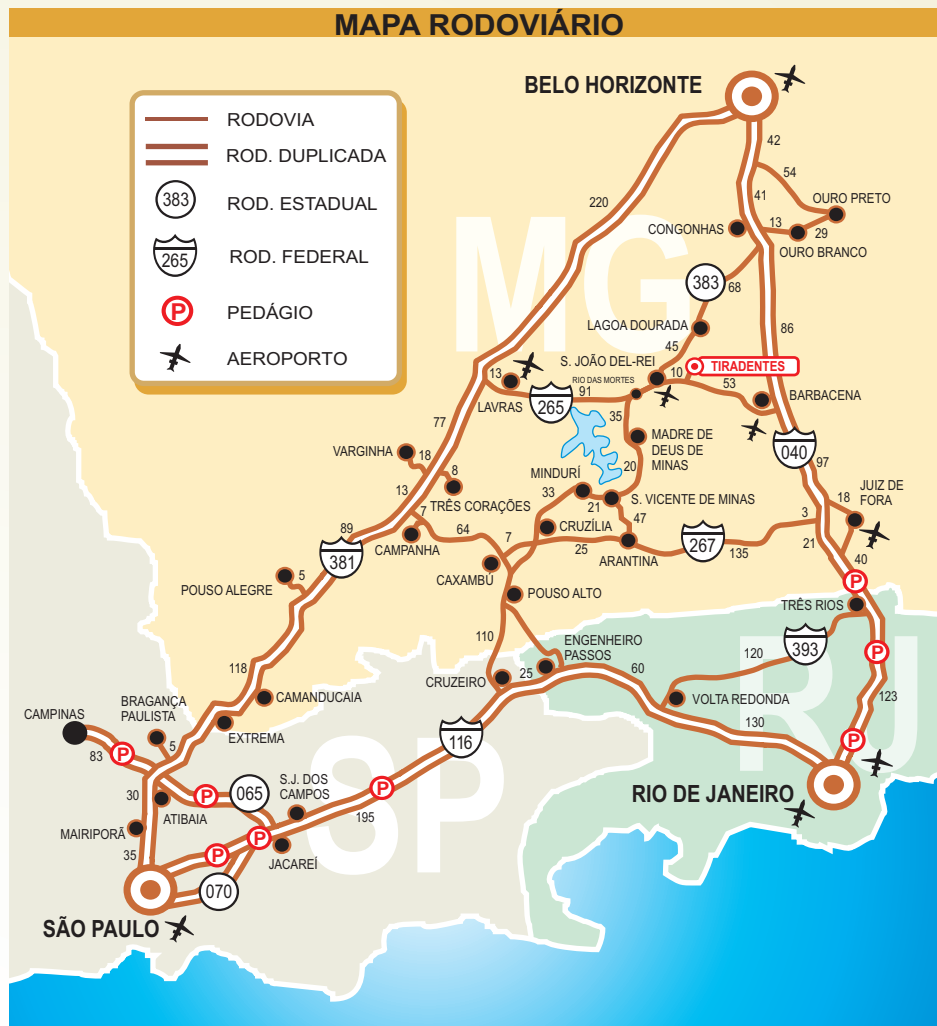 MAPA RODOVIÁRIO
BELO HORIZONTE
RODOVIA
ROD. DUPLICADA
383
ROD. ESTADUAL
265
ROD. FEDERAL
P
PEDÁGIO
AEROPORTO
MG
42
54
41
OURO PRETO
220
CONGONHAS
13
29
OURO BRANCO
383
68
LAGOA DOURADA
86
45
S. JOÃO DEL-REI
TIRADENTES
10
13
RIO DAS MORTES
91
53
LAVRAS
265
BARBACENA
35
77
MADRE DE
DEUS DE
MINAS
040
VARGINHA
18
8
20
97
MINDURÍ
TRÊS CORAÇÕES
13
33
21
S. VICENTE DE MINAS
JUIZ DE
FORA
18
7
3
89
64
CRUZÍLIA
47
CAMPANHA
7
25
267
21
381
ARANTINA
135
40
CAXAMBÚ
5
POUSO ALEGRE
P
POUSO ALTO
TRÊS RIOS
110
ENGENHEIRO
PASSOS
393
RJ
P
118
120
60
25
CRUZEIRO
CAMANDUCAIA
VOLTA REDONDA
123
BRAGANÇA
PAULISTA
CAMPINAS
EXTREMA
130
116
P
5
P
83
SP
S.J. DOS
CAMPOS
RIO DE JANEIRO
065
P
P
30
195
ATIBAIA
MAIRIPORÃ
P
P
35
JACAREÍ
070
SÃO PAULO